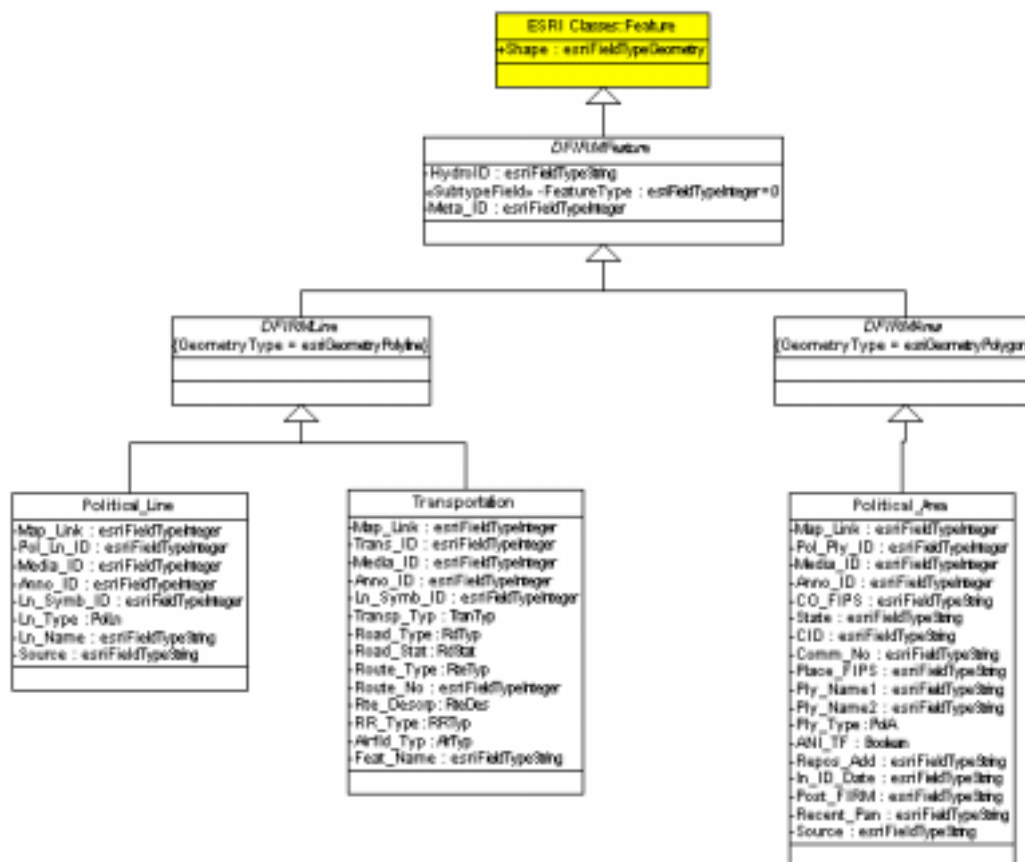 ESRI Classes::Feature
+Shape : esriFieldTypeGeometry
DFIRMFeature
-HydroID : esriFieldTypeString
«SubtypeField» -FeatureType : esriFieldTypeInteger=0
-Meta_ID : esriFieldTypeInteger
DFIRMLine
{GeometryType = esriGeometryPolyline}
DFIRMArea
{GeometryType = esriGeometryPolygon
Political_Line
-Map_Link : esriFieldTypeInteger
-Pol_Ln_ID : esriFieldTypeInteger
-Media_ID : esriFieldTypeInteger
-Anno_ID : esriFieldTypeInteger
-Ln_Symb_ID : esriFieldTypeInteger
-Ln_Type : PolLn
-Ln_Name : esriFieldTypeString
-Source : esriFieldTypeString
Transportation
-Map_Link : esriFieldTypeInteger
-Trans_ID : esriFieldTypeInteger
-Media_ID : esriFieldTypeInteger
-Anno_ID : esriFieldTypeInteger
-Ln_Symb_ID : esriFieldTypeInteger
-Transp_Typ : TranTyp
-Road_Type : RdTyp
-Road_Stat : RdStat
-Route_Type : RteTyp
-Route_No : esriFieldTypeInteger
-Rte_Descrp : RteDes
-RR_Type : RRTyp
-Airfld_Typ : AirTyp
-Feat_Name : esriFieldTypeString
Political_Area
-Map_Link : esriFieldTypeInteger
-Pol_Ply_ID : esriFieldTypeInteger
-Media_ID : esriFieldTypeInteger
-Anno_ID : esriFieldTypeInteger
-CO_FIPS : esriFieldTypeString
-State : esriFieldTypeString
-CID : esriFieldTypeString
-Comm_No : esriFieldTypeString
-Place_FIPS : esriFieldTypeString
-Ply_Name1 : esriFieldTypeString
-Ply_Name2 : esriFieldTypeString
-Ply_Type : PolA
-ANI_TF : Boolean
-Repos_Add : esriFieldTypeString
-In_ID_Date : esriFieldTypeString
-Post_FIRM : esriFieldTypeString
-Recent_Pan : esriFieldTypeString
-Source : esriFieldTypeString